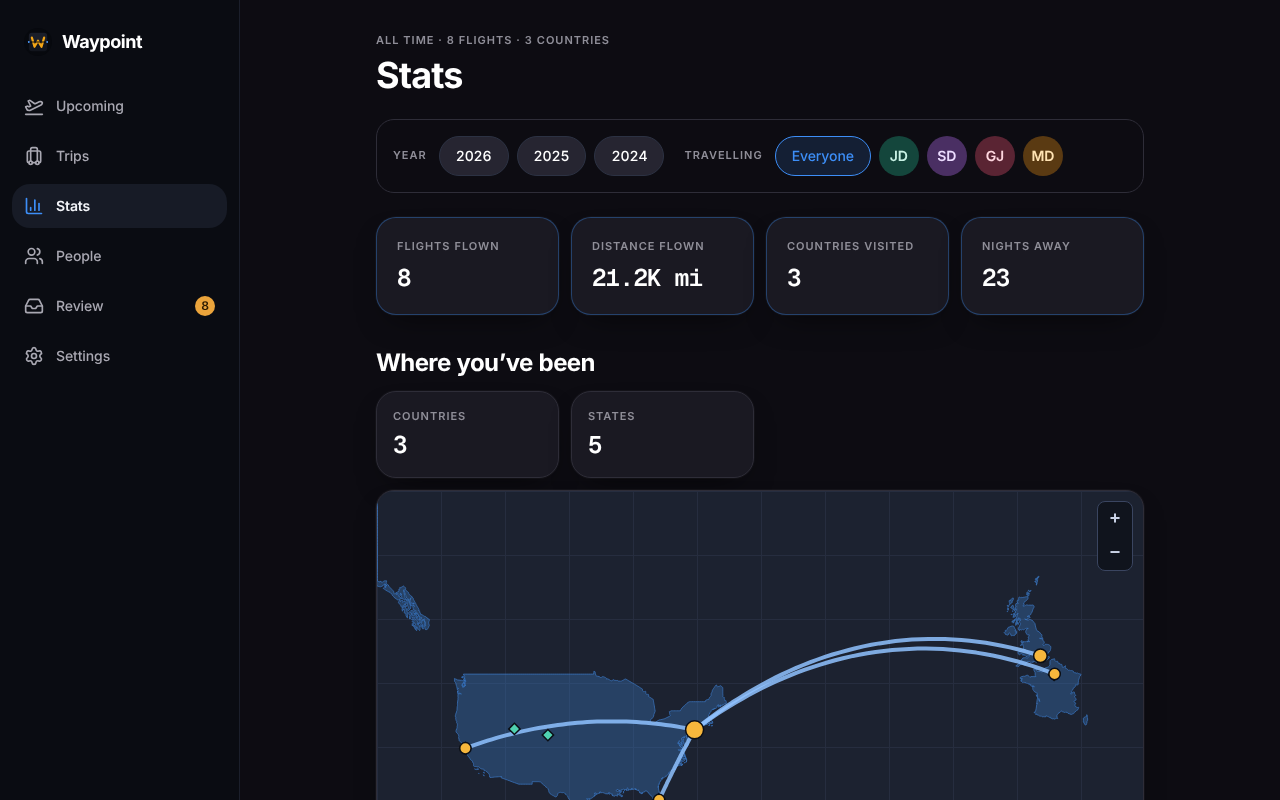 Waypoint
Upcoming
Trips
Stats
People
Review 8
Settings
ALL TIME · 8 FLIGHTS · 3 COUNTRIES
Stats
YEAR 2026 2025 2024 TRAVELLING Everyone JD SD GJ MD
FLIGHTS FLOWN
8
DISTANCE FLOWN
21.2K mi
COUNTRIES VISITED
3
NIGHTS AWAY
23
Where you’ve been
COUNTRIES
3
STATES
5
+
−